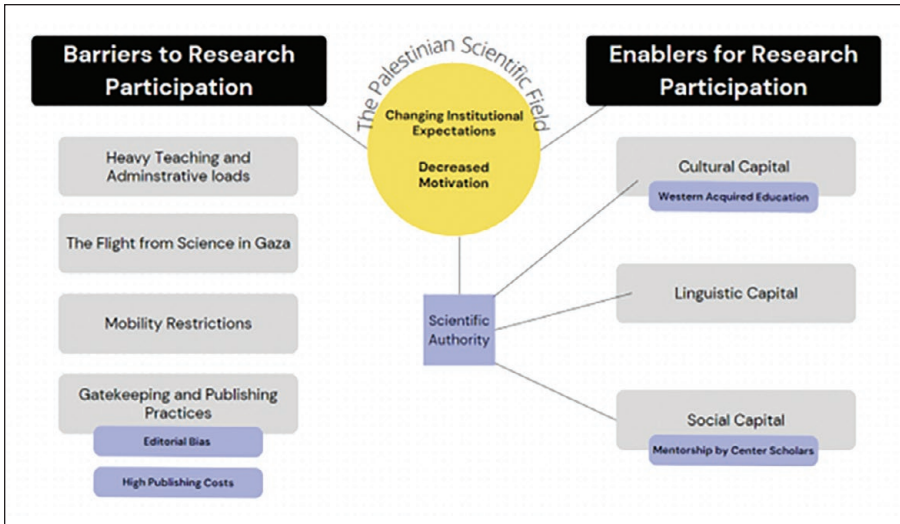 Barriers to Research
Participation
Heavy Teaching and
Adminstrative loads
The Flight from Science in Gaza
Mobility Restrictions
Gatekeeping and Publishing
Practices
Editorial Bias
High Publishing Costs
The Palestinian Scientific Field
Changing Institutional
Expectations
Decreased
Motivation
Scientific
Authority
Enablers for Research
Participation
Cultural Capital
Western Acquired Education
Linguistic Capital
Social Capital
Mentorship by Center Scholars